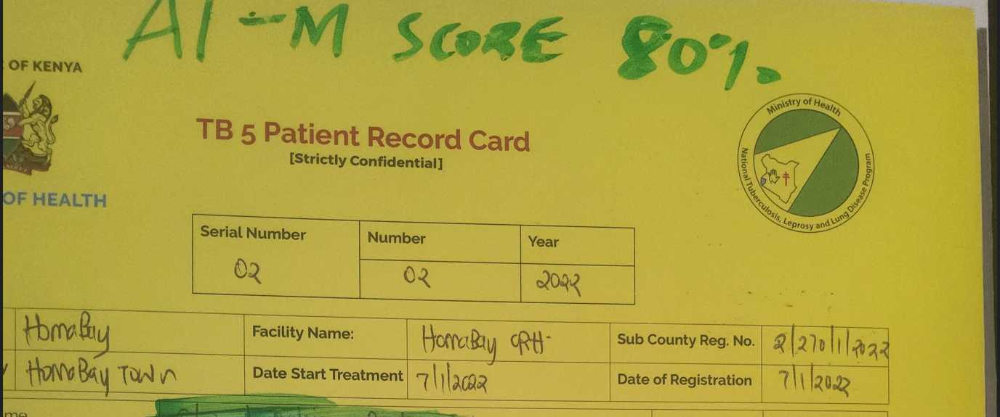 AI-M SCORE 80%
OF KENYA
Ministry of Health
National Tuberculosis, Leprosy and Lung Disease Program
TB 5 Patient Record Card
[Strictly Confidential]
OF HEALTH
Serial Number Number Year
02 02 2022
HomaBay Facility Name: HomaBay CRH Sub County Reg. No. 2/270/1/2022
HomaBay Town Date Start Treatment 7/1/2022 Date of Registration 7/1/2022
me